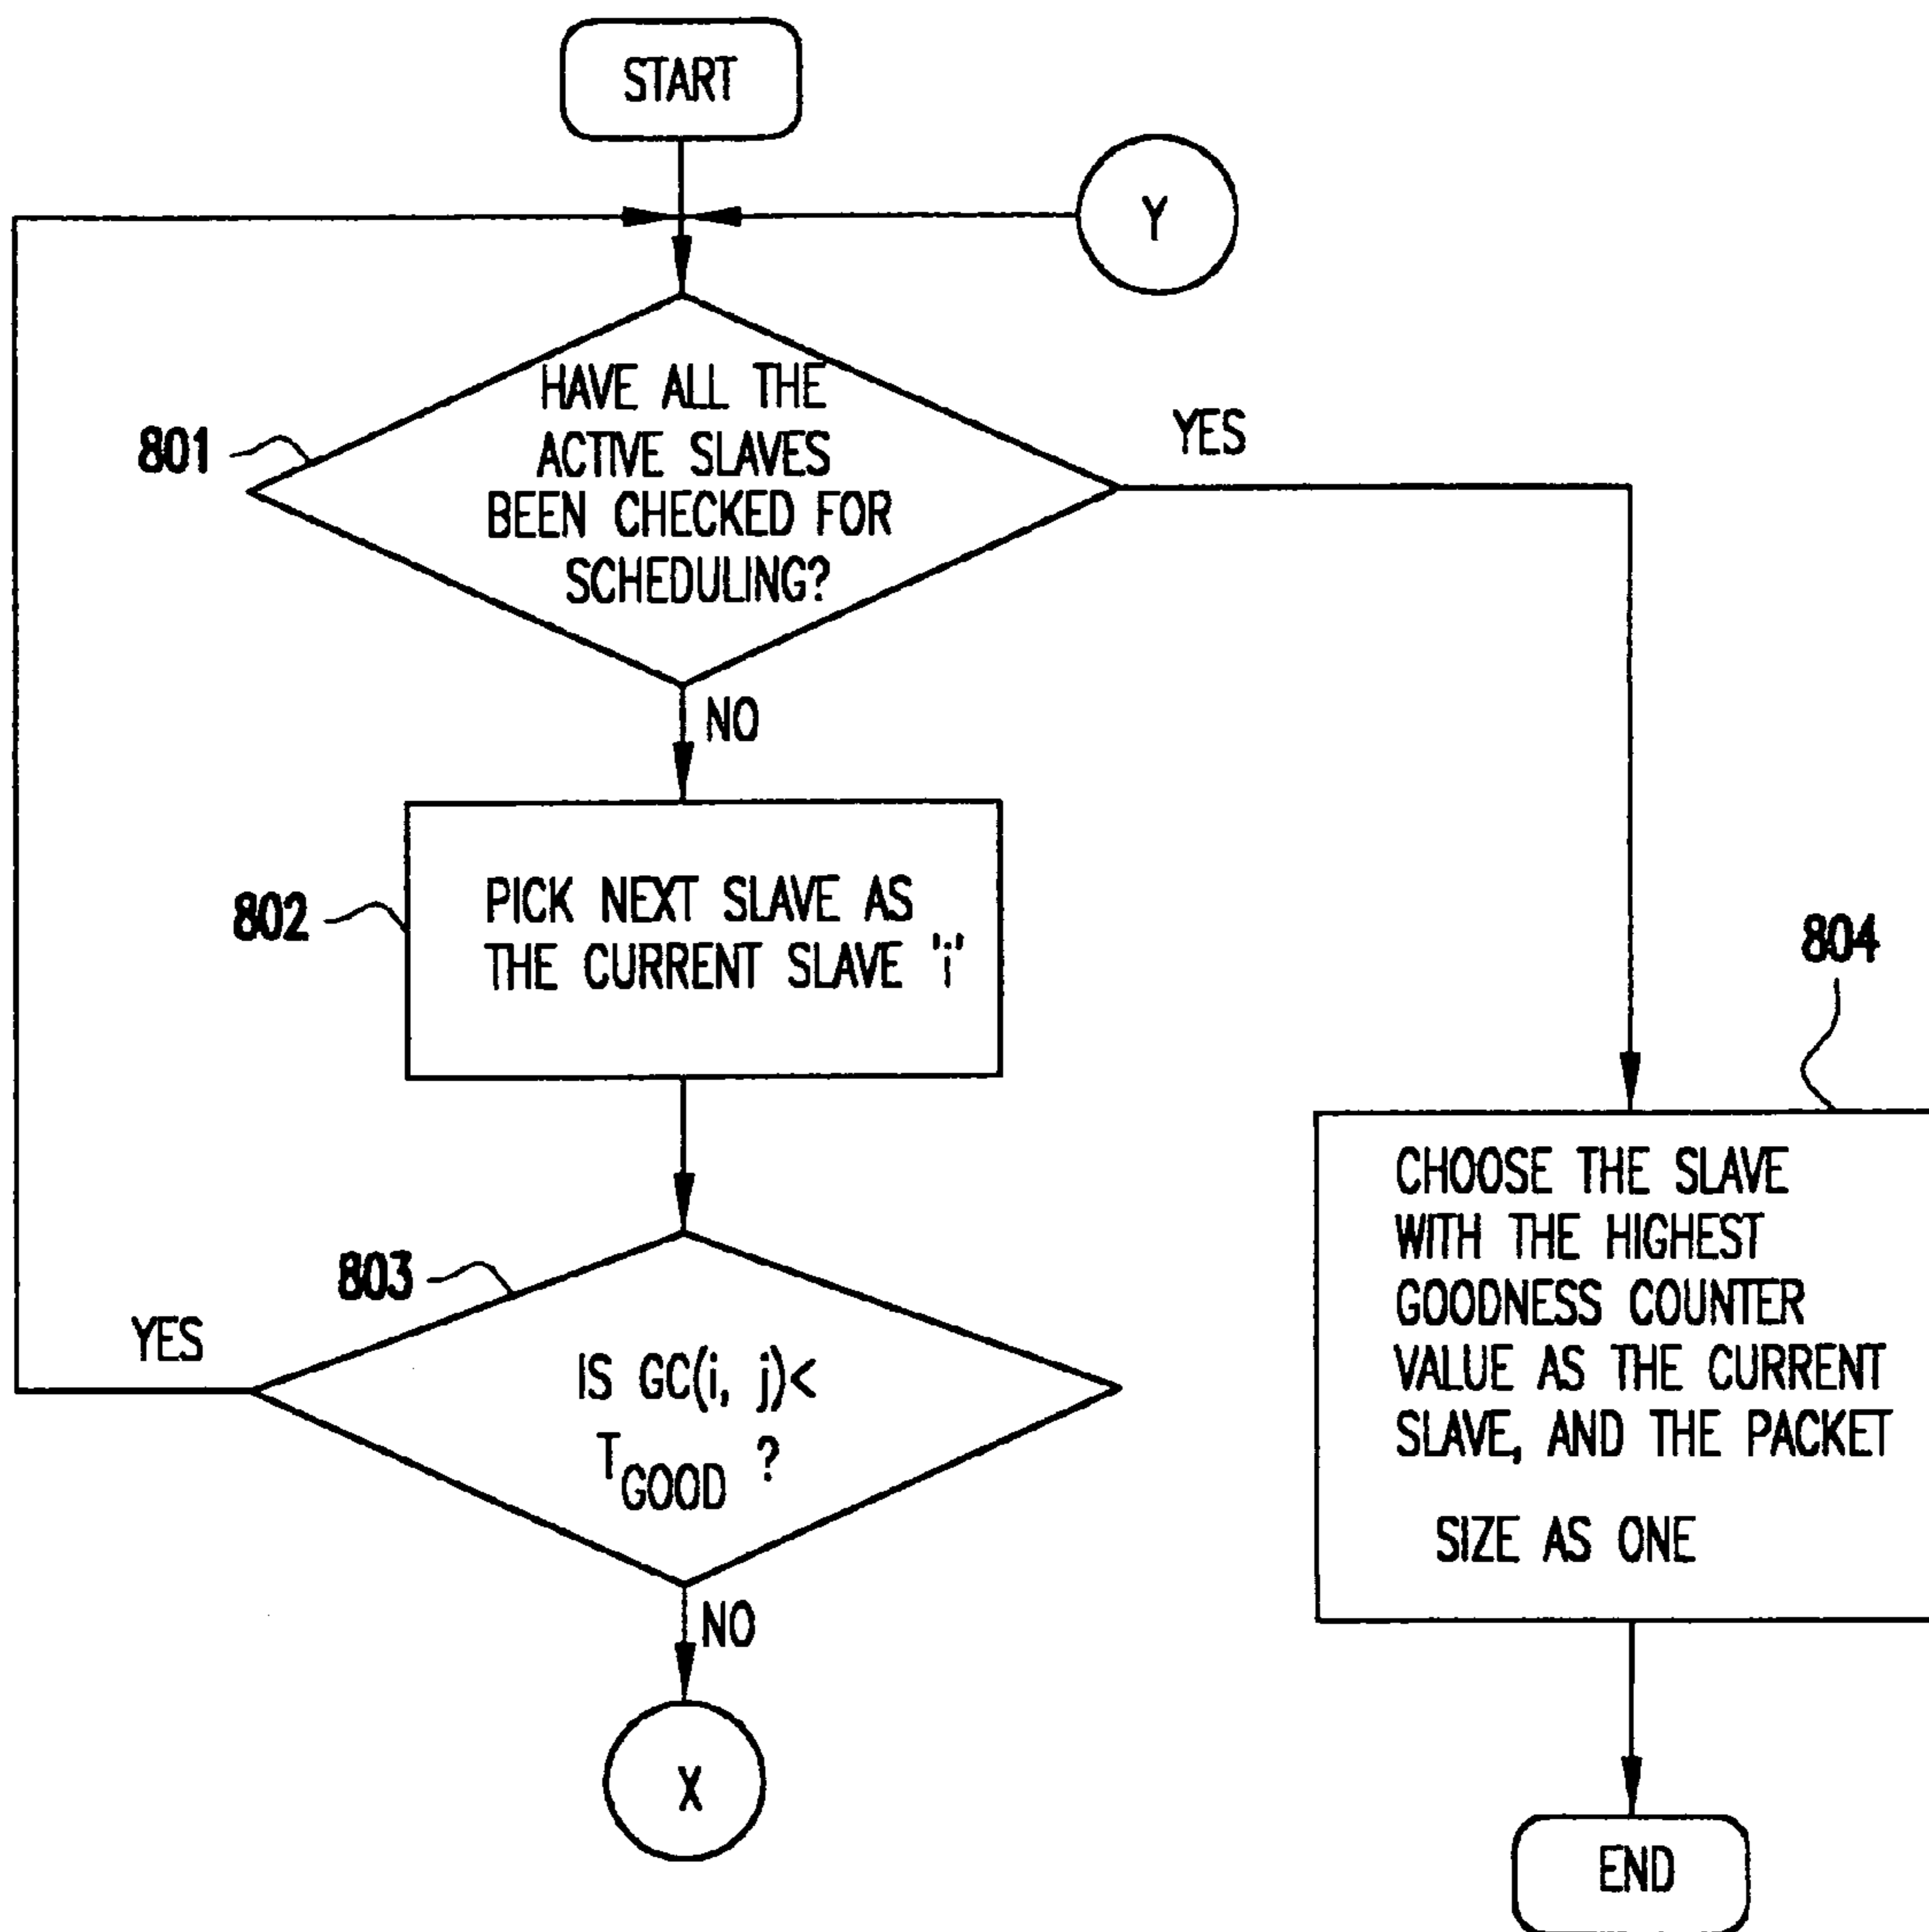 START
Y
HAVE ALL THE
ACTIVE SLAVES
BEEN CHECKED FOR
SCHEDULING?
801
YES
NO
PICK NEXT SLAVE AS
THE CURRENT SLAVE 'i'
802
804
803
YES
IS GC(i, j)<
TGOOD ?
NO
X
CHOOSE THE SLAVE
WITH THE HIGHEST
GOODNESS COUNTER
VALUE AS THE CURRENT
SLAVE, AND THE PACKET
SIZE AS ONE
END